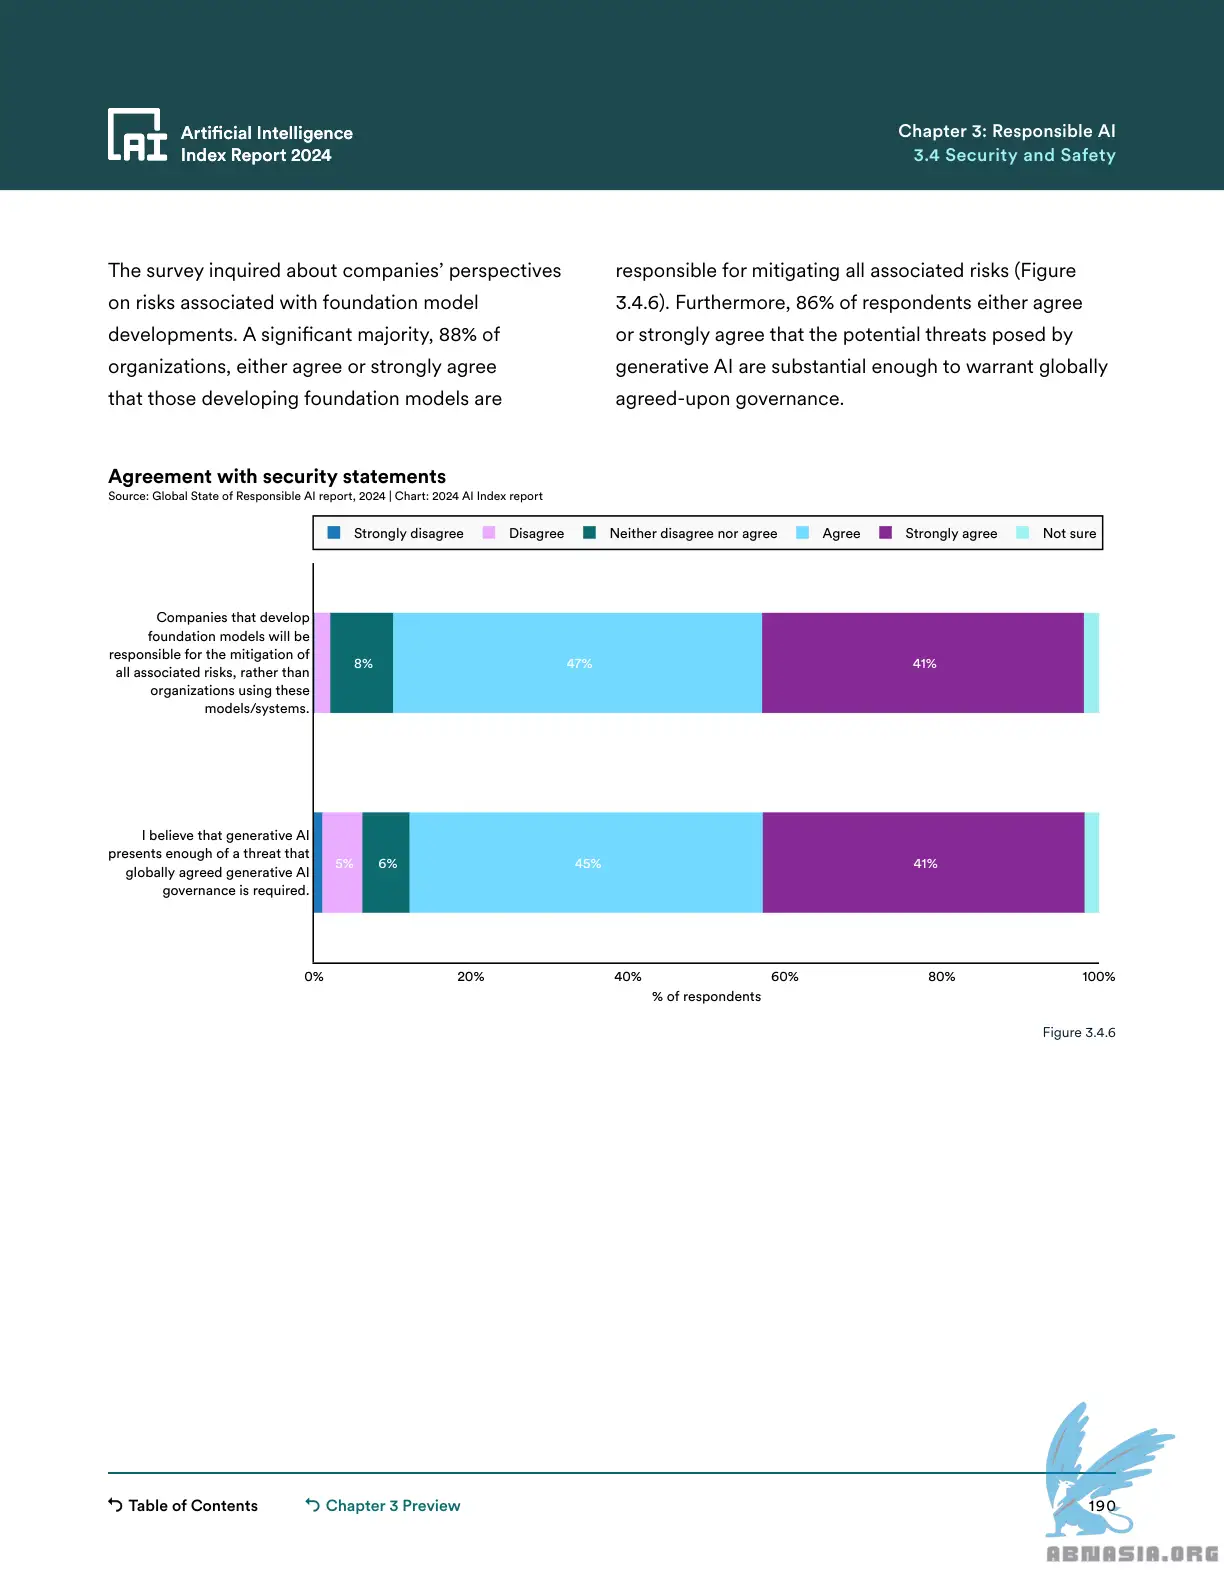 Artificial Intelligence
Index Report 2024
Chapter 3: Responsible AI
3.4 Security and Safety
The survey inquired about companies’ perspectives
on risks associated with foundation model
developments. A significant majority, 88% of
organizations, either agree or strongly agree
that those developing foundation models are
responsible for mitigating all associated risks (Figure
3.4.6). Furthermore, 86% of respondents either agree
or strongly agree that the potential threats posed by
generative AI are substantial enough to warrant globally
agreed-upon governance.
Agreement with security statements
Source: Global State of Responsible AI report, 2024 | Chart: 2024 AI Index report
Strongly disagree Disagree Neither disagree nor agree Agree Strongly agree Not sure
Companies that develop
foundation models will be
responsible for the mitigation of
all associated risks, rather than
organizations using these
models/systems.
8% 47% 41%
I believe that generative AI
presents enough of a threat that
globally agreed generative AI
governance is required.
5% 6% 45% 41%
0% 20% 40% 60% 80% 100%
% of respondents
Figure 3.4.6
Table of Contents Chapter 3 Preview 190
ABNASIA.ORG